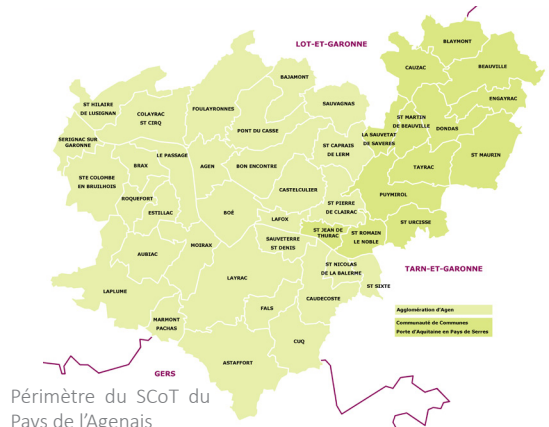 LOT-ET-GARONNE
BLAYMONT
CAUZAC
BEAUVILLE
BAJAMONT
ST HILAIRE
DE LUSIGNAN
COLAYRAC
ST CIRQ
FOULAYRONNES
SAUVAGNAS
ENGAYRAC
ST MARTIN
DE BEAUVILLE
DONDAS
PONT DU CASSE
SERIGNAC SUR
GARONNE
LA SAUVETAT
DE SAVERES
ST CAPRAIS
DE LERM
LE PASSAGE
ST MAURIN
BRAX
AGEN
BON ENCONTRE
TAYRAC
STE COLOMBE
EN BRUILHOIS
CASTELCULIER
PUYMIROL
ROQUEFORT
ESTILLAC
BOÉ
LAFOX
ST PIERRE
DE CLAIRAC
ST URCISSE
ST JEAN DE
THURAC
ST ROMAIN
LE NOBLE
SAUVETERRE
ST DENIS
MOIRAX
AUBIAC
ST NICOLAS
DE LA BALERME
TARN-ET-GARONNE
LAYRAC
ST SIXTE
LAPLUME
CAUDECOSTE
FALS
MARMONT
PACHAS
Agglomération d'Agen
Communauté de Communes
Porte d'Aquitaine en Pays de Serres
CUQ
ASTAFFORT
GERS
Périmètre du SCoT du
Pays de l'Agenais